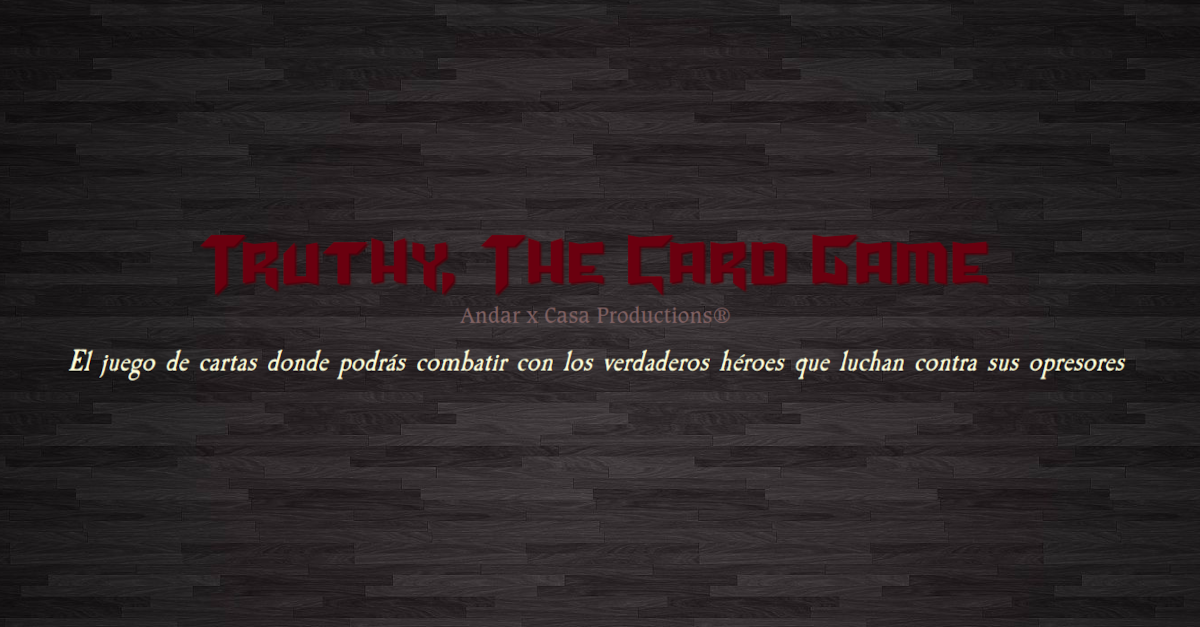 Truthy, The Card Game
Andar x Casa Productions®
El juego de cartas donde podrás combatir con los verdaderos héroes que luchan contra sus opresores